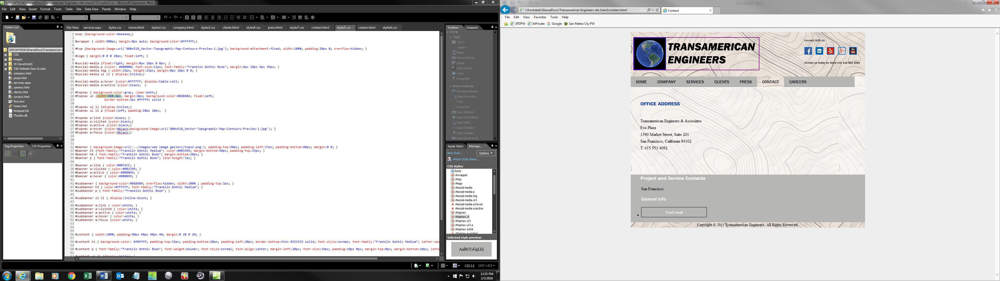 \\FRONTDESK\SharedDocs\Transamerican Engineers site (new)\CSS\styles5.css - Microsoft Expression Web 4
File Edit View Insert Format Tools Table Site Data Panels Window Help
Folder List
\\FRONTDESK\SharedDocs\Transamerican E
CSS
images
JS (JavaScript)
TAE Website Docs & Links
company.html
press.html
services.aspx
careers.html
clients.html
contact.html
first.dwt
home.html
Notepad.lnk
Thumbs.db
Tag Properties CSS Properties
Site View services.aspx styles.css home.html styles2.css company.html styles3.css clients.html styles4.css press.html styles7.css contact.html styles5.css careers.html styles6.css
1 body {background-color:#eeeeee;}
2
3 #wrapper { width:900px; margin:0px auto; background-color:#ffffff;}
4
5 #top {background-image:url('800x518_Vector-Topographic-Map-Contours-Preview-1.jpg'); background-attachment:fixed; width:100%; padding:20px 0; overflow:hidden; }
6
7 #logo { margin:0 0 0 10px; float:left; }
8
9 #social-media {float:right; margin:0px 10px 0 0px; }
10 #social-media p {color: #000000; font-size:11px; font-family:"Franklin Gothic Book"; margin:4px 10px 4px 39px; }
11 #social-media img { width:25px; height:25px; margin:0px 10px 0 0; }
12 #social-media ul li { display:inline;}
13
14 #social-media a:hover {color:#FFFFFF; display:table-cell; }
15 #social-media a:active {color:black;  }
16
17 #topnav { background-color:gray; clear:both;}
18 #topnav ul {width:860.4px; margin:0px; background-color:#B6B6B4; float:left;
19 border-bottom:3px #fffffc solid }
20
21 #topnav ul li {display:inline;}
22 #topnav ul li a {float:left; padding:10px 20px;  }
23
24 #topnav a:link {color:black; }
25 #topnav a:visited {color:black;}
26 #topnav a:active {color:black;}
27 #topnav a:hover {color:#black;background-image:url('800x518_Vector-Topographic-Map-Contours-Preview-1.jpg'); }
28 #topnav a:focus {color:#black;}
29
30
31
32 #banner { background-image:url('../images/web image gallery/topo2.png'); padding-top:50px; padding-left:37px; padding-bottom:80px; margin:0 0; }
33 #banner h3 {font-family:"Franklin Gothic Medium"; color:#003399; margin-bottom:50px; padding-top:25px; }
34 #banner h4 { font-family:"Franklin Gothic Book"; margin-bottom:20px; }
35 #banner p { font-family:"Franklin Gothic Book"; line-height:7px; }
36
37 #banner a:link { color:#0033CC; }
38 #banner a:visited { color:#003399; }
39 #banner a:active { color:#000099; }
40 #banner a:hover { color:#000099; }
41
42 #subbanner { background-color:#B6B6B4; overflow:hidden; width:100% ; padding-top:3px; }
43 #subbanner h3 { color:#FFFFFF; font-family:"Franklin Gothic Medium"; }
44 #subbanner p { font-family:"Franklin Gothic Book"; }
45
46 #subbanner ul li { display:inline-block; }
47
48 #subbanner a:link { color:white; }
49 #subbanner a:visited { color:white; }
50 #subbanner a:active { color:white; }
51 #subbanner a:hover { color:white; }
52 #subbanner a:focus {color:white; }
53
54
55
56 #content { width:100%; padding:40px 40px 40px 40; margin:0 20 0 20; }
57
58 #content h1 { background-color: #f0ffff; padding-top:15px; padding-bottom:20px; padding-left:20px; border-bottom:thin #333333 solid; font-style:normal; font-family:"Franklin Gothic Medium"; letter-spa
59
60 #content p { font-family:"Franklin Gothic Book"; font-weight:bolder; font-style:normal; text-align:center; margin-left:20px; font-size:19px; padding:10px 0px; margin-top:0px; margin-bottom:10px; lette
61
Toolbox Snippets
HTML
Tags
<div>
<span>
Break
Horizontal Line
Image
Inline Frame
Layer
Paragraph
Form Controls
Advanced Button
Drop-Down Box
Form
Group Box
Input (Button)
Input (Checkbox)
Input (File)
Input (Hidden)
Input (Image)
Input (Password)
Apply Styles Manage...
New Style... Options
Attach Style Sheet...
CSS styles:
body
#wrapper
#top
#logo
#social-media
#social-media p
#social-media img
#social-media ul li
#social-media a:hover
#social-media a:active
#topnav
#topnav ul
#topnav ul li
#topnav ul li a
#topnav a:link
#topnav a:visited
Selected style preview:
AaBbYyGgLlJj
CSS 2.1 1437 x 415
12:35 PM
2/3/2016
\\frontdesk\SharedDocs\Transamerican Engineers site (new)\contact.html
Contact
File Edit View Favorites Tools Help
SFDPW InPrivate Google San Mateo Cty PW
TRANSAMERICAN
ENGINEERS
Connect With Us
contact us today for more info 415 553 4092
HOME COMPANY SERVICES CLIENTS PRESS CONTACT CAREERS
OFFICE ADDRESS
Transamerican Engineers & Associates
Fox Plaza
1390 Market Street, Suite 201
San Francisco, California 94102
T: 415 553 4092
Project and Service Contacts
San Francisco
General Info
Send email
Copyright © 2015 Transamerican Engineers. All Rights Reverved.